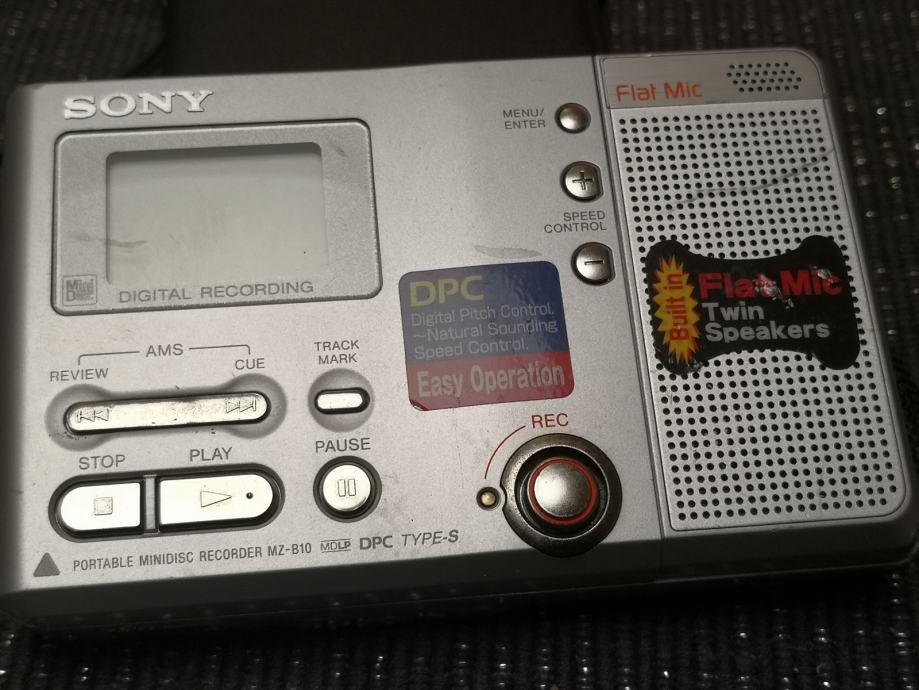 SONY
Flat Mic
MENU/
ENTER
SPEED
CONTROL
Mini
Disc
DIGITAL RECORDING
DPC
Digital Pitch Control.
~Natural Sounding
Speed Control.
Easy Operation
Built in
Flat Mic
Twin
Speakers
AMS
REVIEW
CUE
TRACK
MARK
REC
STOP
PLAY
PAUSE
PORTABLE MINIDISC RECORDER MZ-B10 MDLP DPC TYPE-S